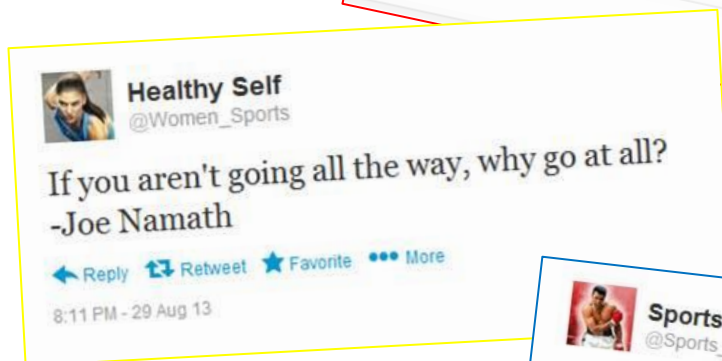 Healthy Self
@Women_Sports
If you aren't going all the way, why go at all?
-Joe Namath
Reply Retweet Favorite More
8:11 PM - 29 Aug 13
Sports
@Sports_